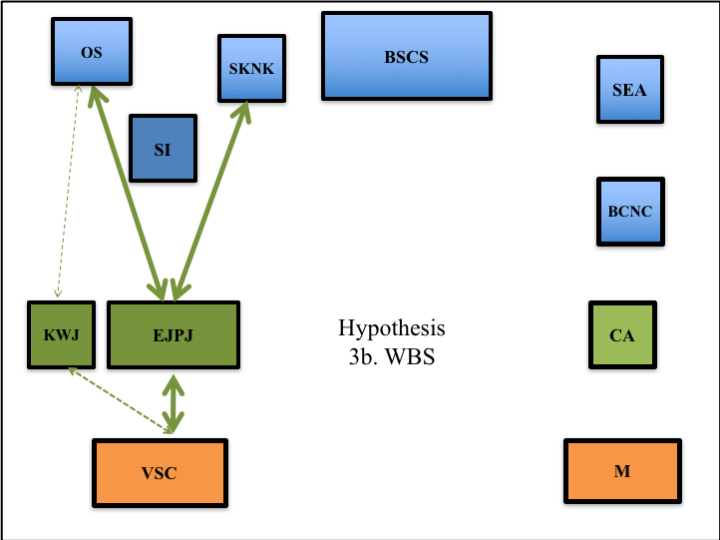 OS
SKNK
BSCS
SEA
SI
BCNC
KWJ
EJPJ
Hypothesis
3b. WBS
CA
VSC
M